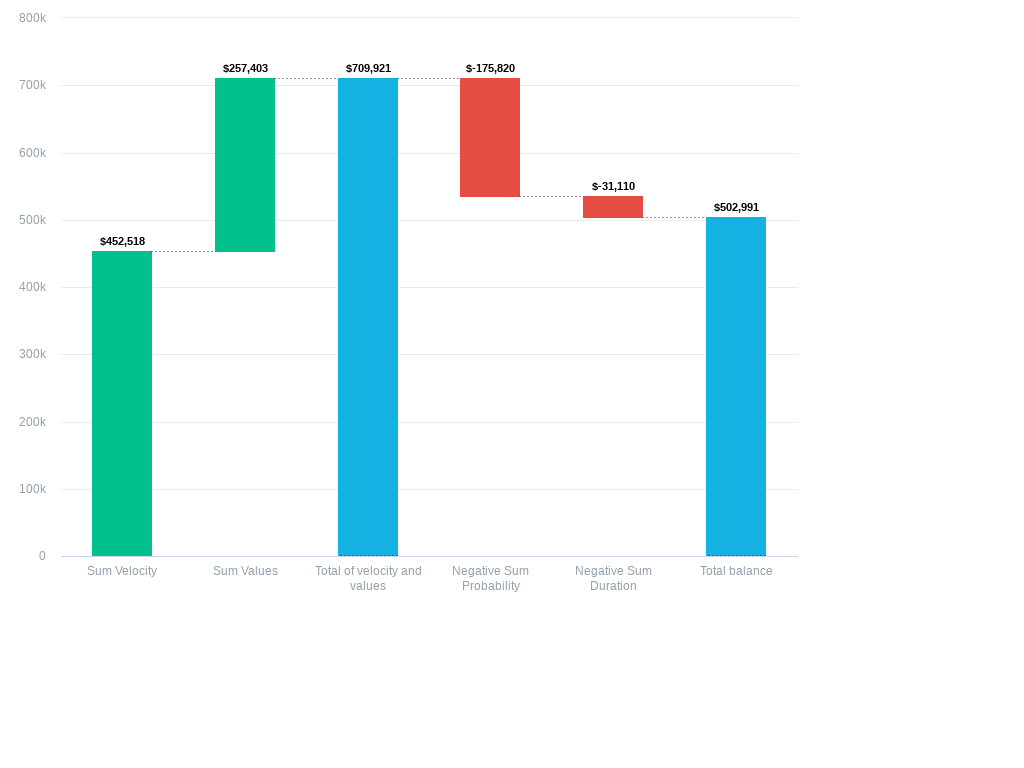 800k
700k
600k
500k
400k
300k
200k
100k
0
$452,518
$257,403
$709,921
$-175,820
$-31,110
$502,991
Sum Velocity
Sum Values
Total of velocity and
values
Negative Sum
Probability
Negative Sum
Duration
Total balance